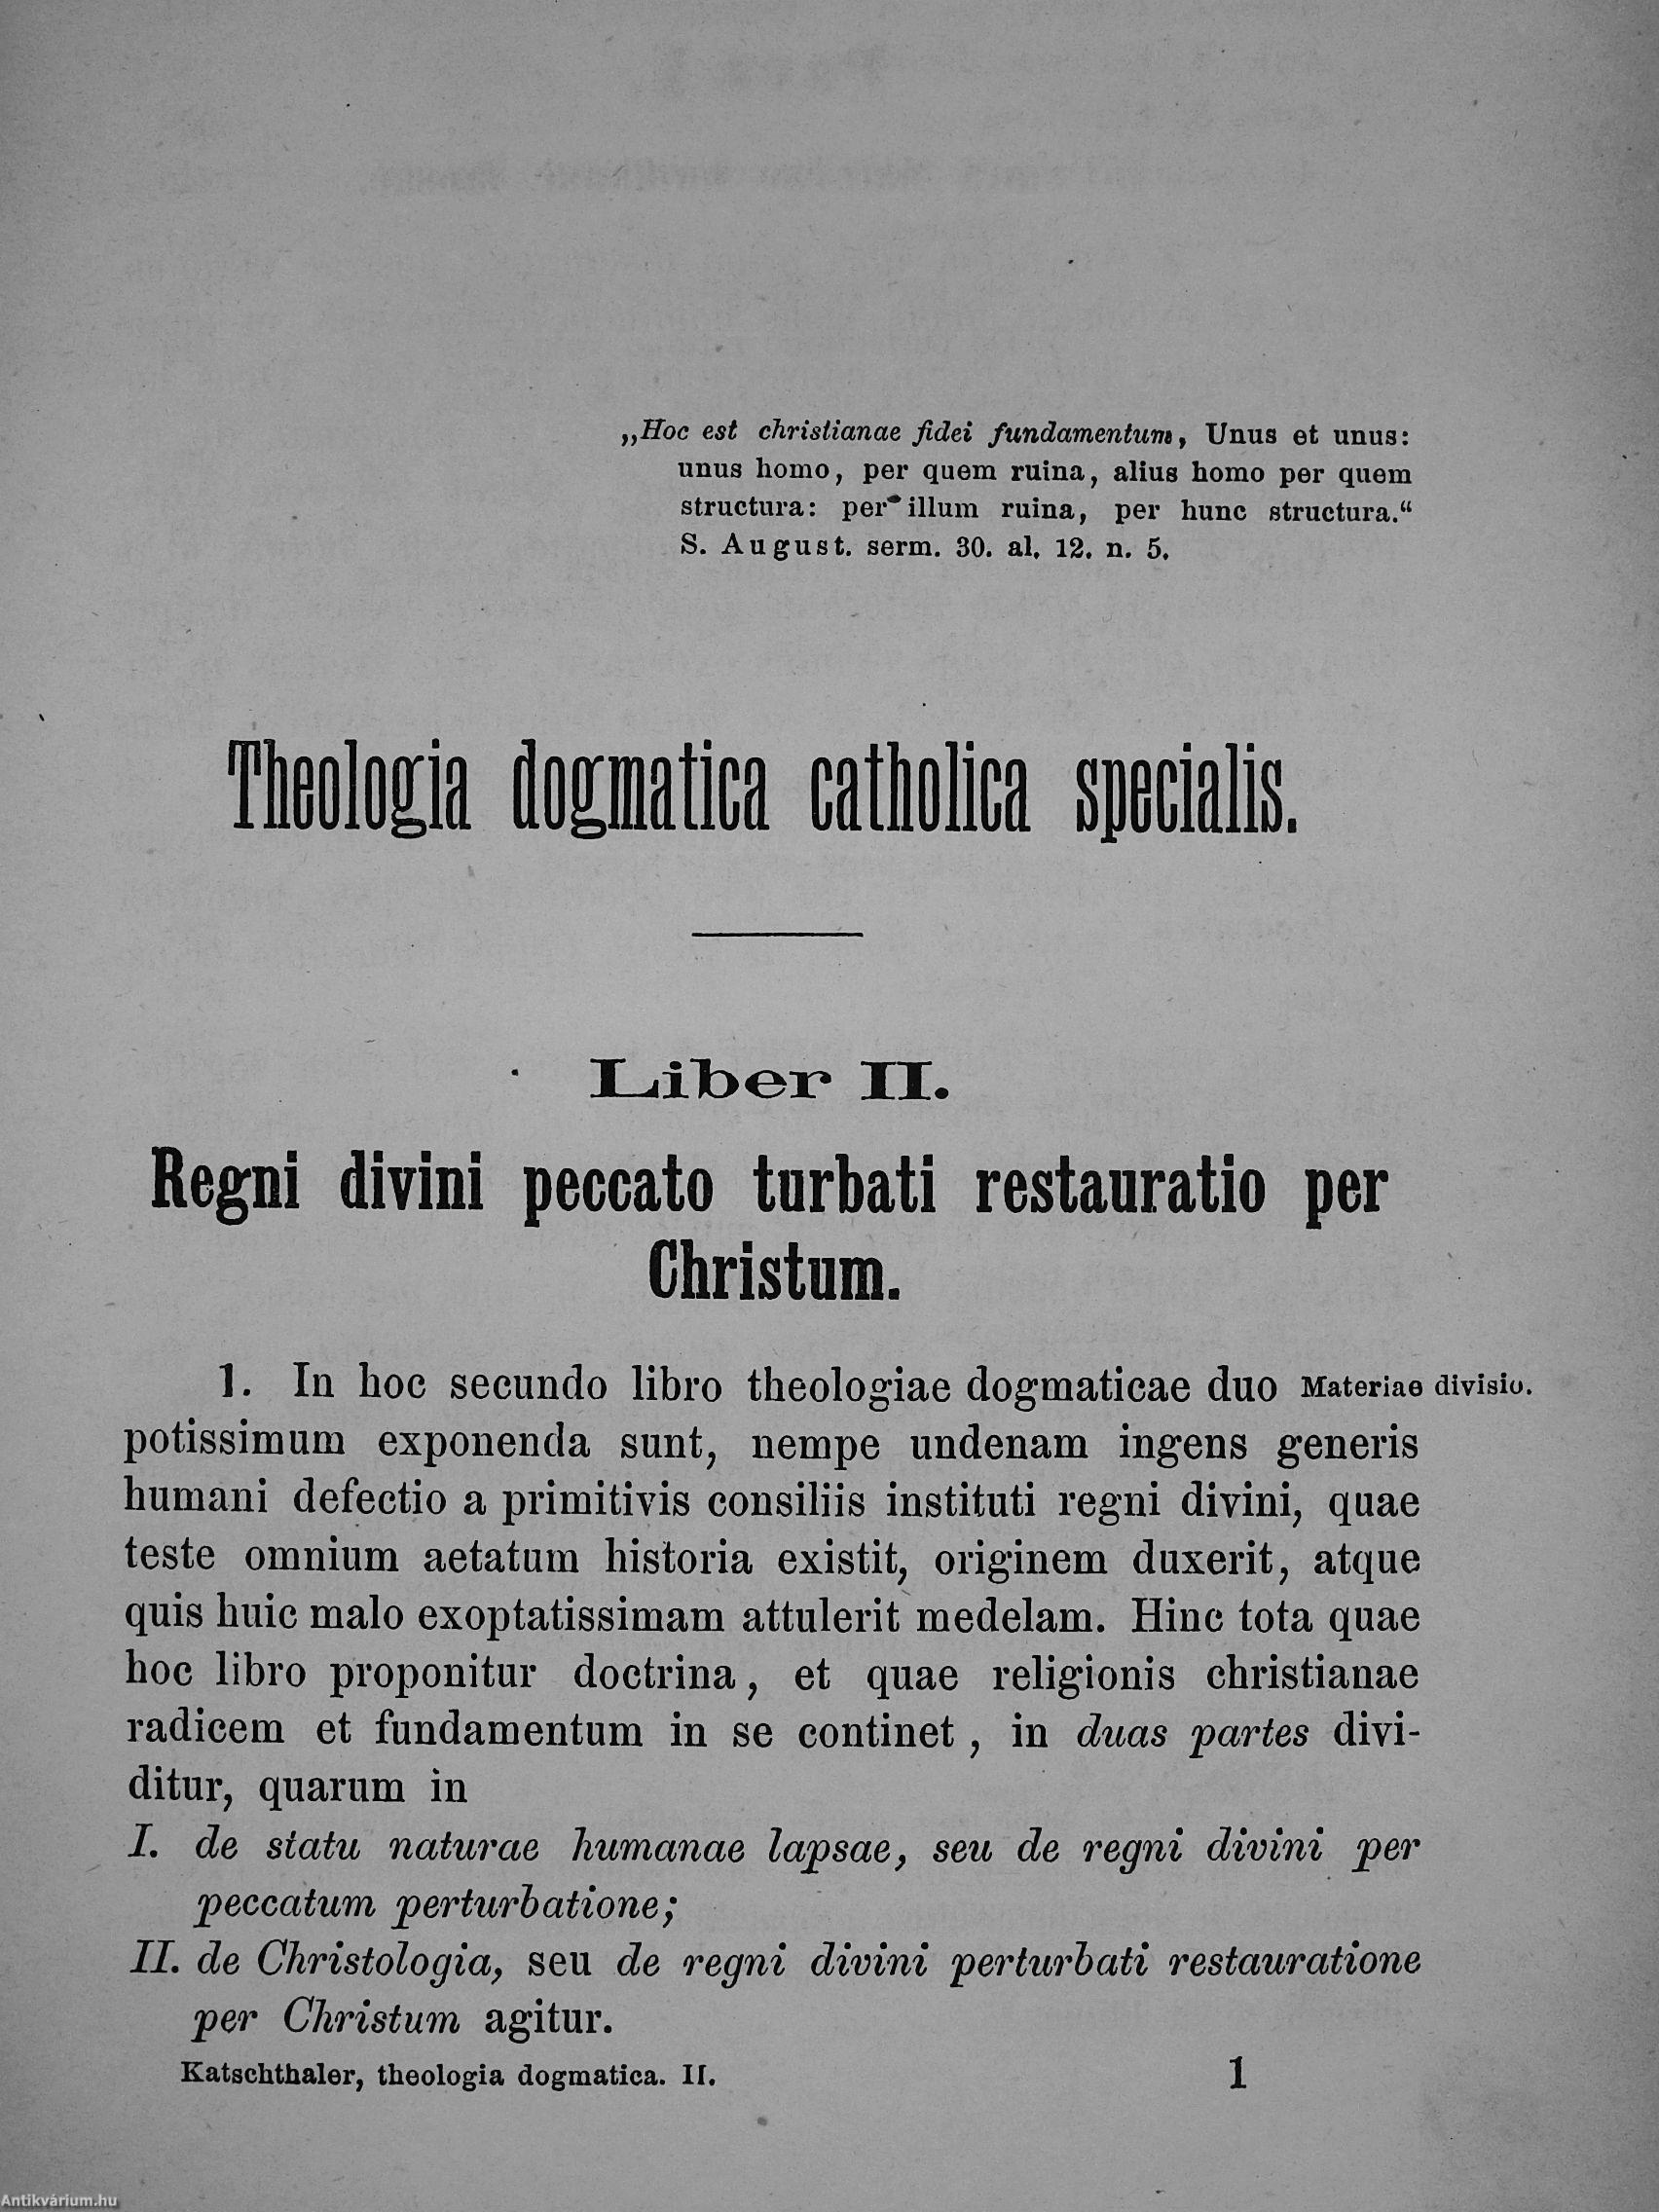 „Hoc est christianae fidei fundamentum, Unus et unus:
unus homo, per quem ruina, alius homo per quem
structura: per illum ruina, per hunc structura.“
S. August. serm. 30. al. 12. n. 5.
Theologia dogmatica catholica specialis.
Liber II.
Regni divini peccato turbati restauratio per
Christum.
1. In hoc secundo libro theologiae dogmaticae duo Materiae divisio.
potissimum exponenda sunt, nempe undenam ingens generis
humani defectio a primitivis consiliis instituti regni divini, quae
teste omnium aetatum historia existit, originem duxerit, atque
quis huic malo exoptatissimam attulerit medelam. Hinc tota quae
hoc libro proponitur doctrina, et quae religionis christianae
radicem et fundamentum in se continet, in duas partes divi-
ditur, quarum in
I. de statu naturae humanae lapsae, seu de regni divini per
peccatum perturbatione;
II. de Christologia, seu de regni divini perturbati restauratione
per Christum agitur.
Katschthaler, theologia dogmatica. II. 1
Antikvárium.hu